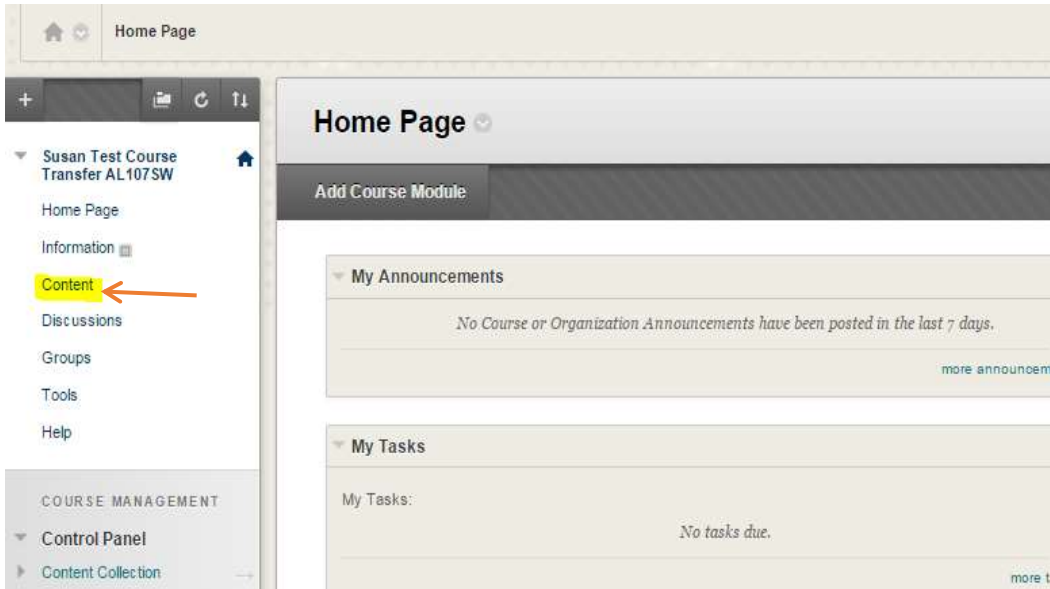 Home Page
Susan Test Course
Transfer AL107SW
Home Page
Information
Content
Discussions
Groups
Tools
Help
COURSE MANAGEMENT
Control Panel
Content Collection
Home Page
Add Course Module
My Announcements
No Course or Organization Announcements have been posted in the last 7 days.
more announcem
My Tasks
My Tasks:
No tasks due.
more t